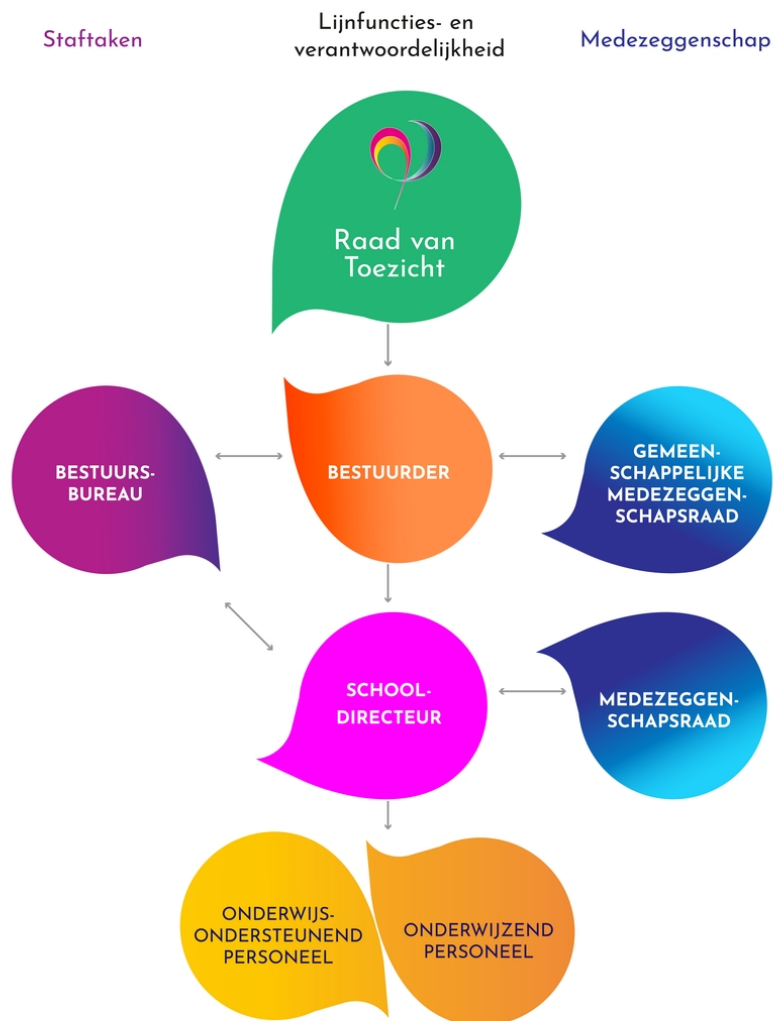 Staftaken
Lijnfuncties- en
verantwoordelijkheid
Medezeggenschap
Raad van
Toezicht
BESTUURS-
BUREAU
BESTUURDER
GEMEEN-
SCHAPPELIJKE
MEDEZEGGEN-
SCHAPSRAAD
SCHOOL-
DIRECTEUR
MEDEZEGGEN-
SCHAPSRAAD
ONDERWIJS-
ONDERSTEUNEND
PERSONEEL
ONDERWIJZEND
PERSONEEL